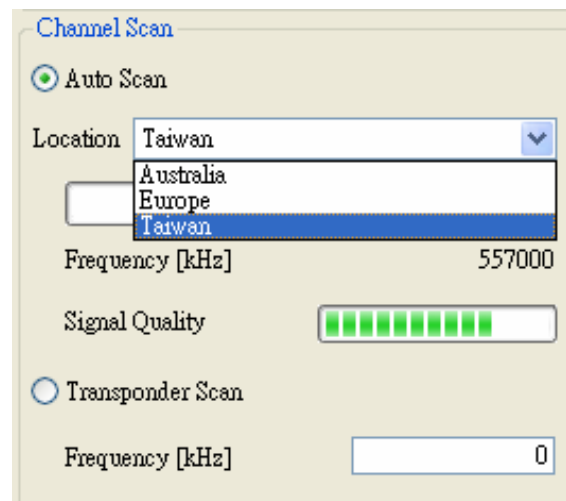 Channel Scan
Auto Scan
Location Taiwan
Australia
Europe
Taiwan
Frequency [kHz] 557000
Signal Quality
Transponder Scan
Frequency [kHz] 0